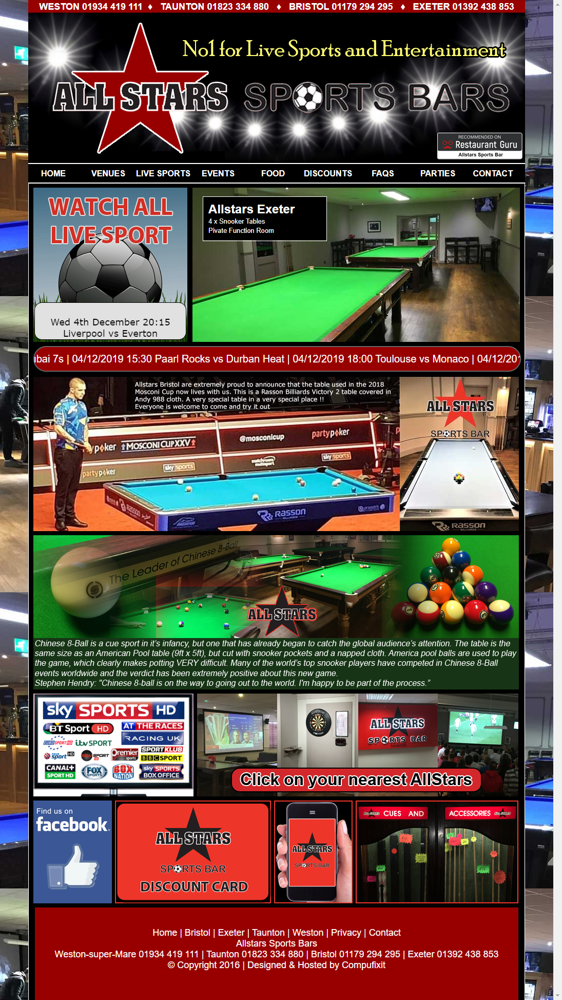 WESTON 01934 419 111 ♦ TAUNTON 01823 334 880 ♦ BRISTOL 01179 294 295 ♦ EXETER 01392 438 853
No1 for Live Sports and Entertainment
ALL STARS SPORTS BARS
RECOMMENDED ON
Restaurant Guru
Allstars Sports Bar
HOME VENUES LIVE SPORTS EVENTS FOOD DISCOUNTS FAQS PARTIES CONTACT
WATCH ALL
LIVE SPORT
Wed 4th December 20:15
Liverpool vs Everton
Allstars Exeter
4 x Snooker Tables
Pivate Function Room
bai 7s | 04/12/2019 15:30 Paarl Rocks vs Durban Heat | 04/12/2019 18:00 Toulouse vs Monaco | 04/12/20
Allstars Bristol are extremely proud to announce that the table used in the 2018
Mosconi Cup now lives with us. This is a Rasson Billiards Victory 2 table covered in
Andy 988 cloth. A very special table in a very special place !!
Everyone is welcome to come and try it out
yp♦ker MOSCONI CUP XXV @mosconicup partypoker
partypoker sky sports matchroom multisport sky sports
RASSON RASSON
ALL STARS
SPORTS BAR
RASSON
BILLIARDS
The Leader of Chinese 8-Ball
ALL STARS
Chinese 8-Ball is a cue sport in it’s infancy, but one that has already began to catch the global audience’s attention. The table is the
same size as an American Pool table (9ft x 5ft), but cut with snooker pockets and a napped cloth. America pool balls are used to play
the game, which clearly makes potting VERY difficult. Many of the world’s top snooker players have competed in Chinese 8-Ball
events worldwide and the verdict has been extremely positive about this new game.
Stephen Hendry: "Chinese 8-ball is on the way to going out to the world. I'm happy to be part of the process.”
sky SPORTS HD
BT Sport HD AT THE RACES
RACING UK
EUROSPORT HD itv SPORT
nova sport HD SPORT Premier sports SPORTKLUB
BBC SPORT
CANAL+ SPORT HD FOX SPORTS BOX NATION sky SPORTS BOX OFFICE
ALL STARS
SPORTS BAR
TAUNTON
Click on your nearest AllStars
Find us on
facebook
ALL STARS
SPORTS BAR
DISCOUNT CARD
ALL STARS
SPORTS BAR
ALL STARS CUES AND ACCESSORIES ALL STARS
Home | Bristol | Exeter | Taunton | Weston | Privacy | Contact
Allstars Sports Bars
Weston-super-Mare 01934 419 111 | Taunton 01823 334 880 | Bristol 01179 294 295 | Exeter 01392 438 853
© Copyright 2016 | Designed & Hosted by Compufixit